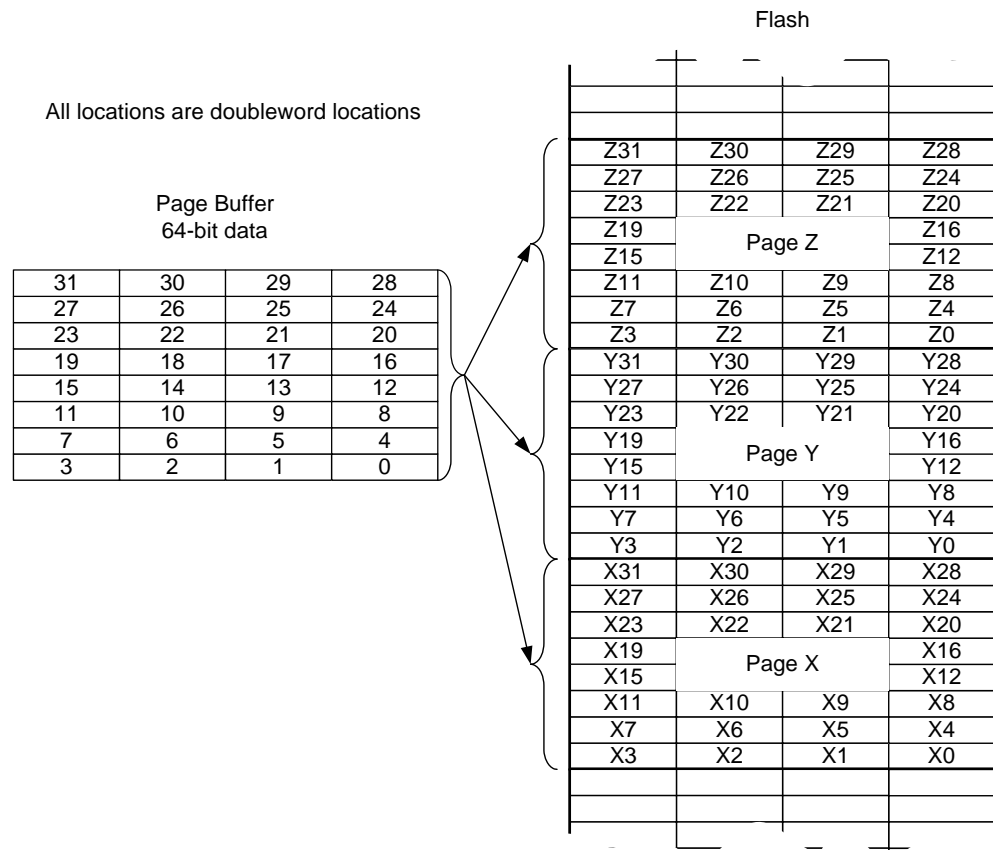 Flash
All locations are doubleword locations
Page Buffer
64-bit data
31 30 29 28
27 26 25 24
23 22 21 20
19 18 17 16
15 14 13 12
11 10 9 8
7 6 5 4
3 2 1 0
Z31 Z30 Z29 Z28
Z27 Z26 Z25 Z24
Z23 Z22 Z21 Z20
Z19 Z16
Page Z
Z15 Z12
Z11 Z10 Z9 Z8
Z7 Z6 Z5 Z4
Z3 Z2 Z1 Z0
Y31 Y30 Y29 Y28
Y27 Y26 Y25 Y24
Y23 Y22 Y21 Y20
Y19 Y16
Page Y
Y15 Y12
Y11 Y10 Y9 Y8
Y7 Y6 Y5 Y4
Y3 Y2 Y1 Y0
X31 X30 X29 X28
X27 X26 X25 X24
X23 X22 X21 X20
X19 X16
Page X
X15 X12
X11 X10 X9 X8
X7 X6 X5 X4
X3 X2 X1 X0